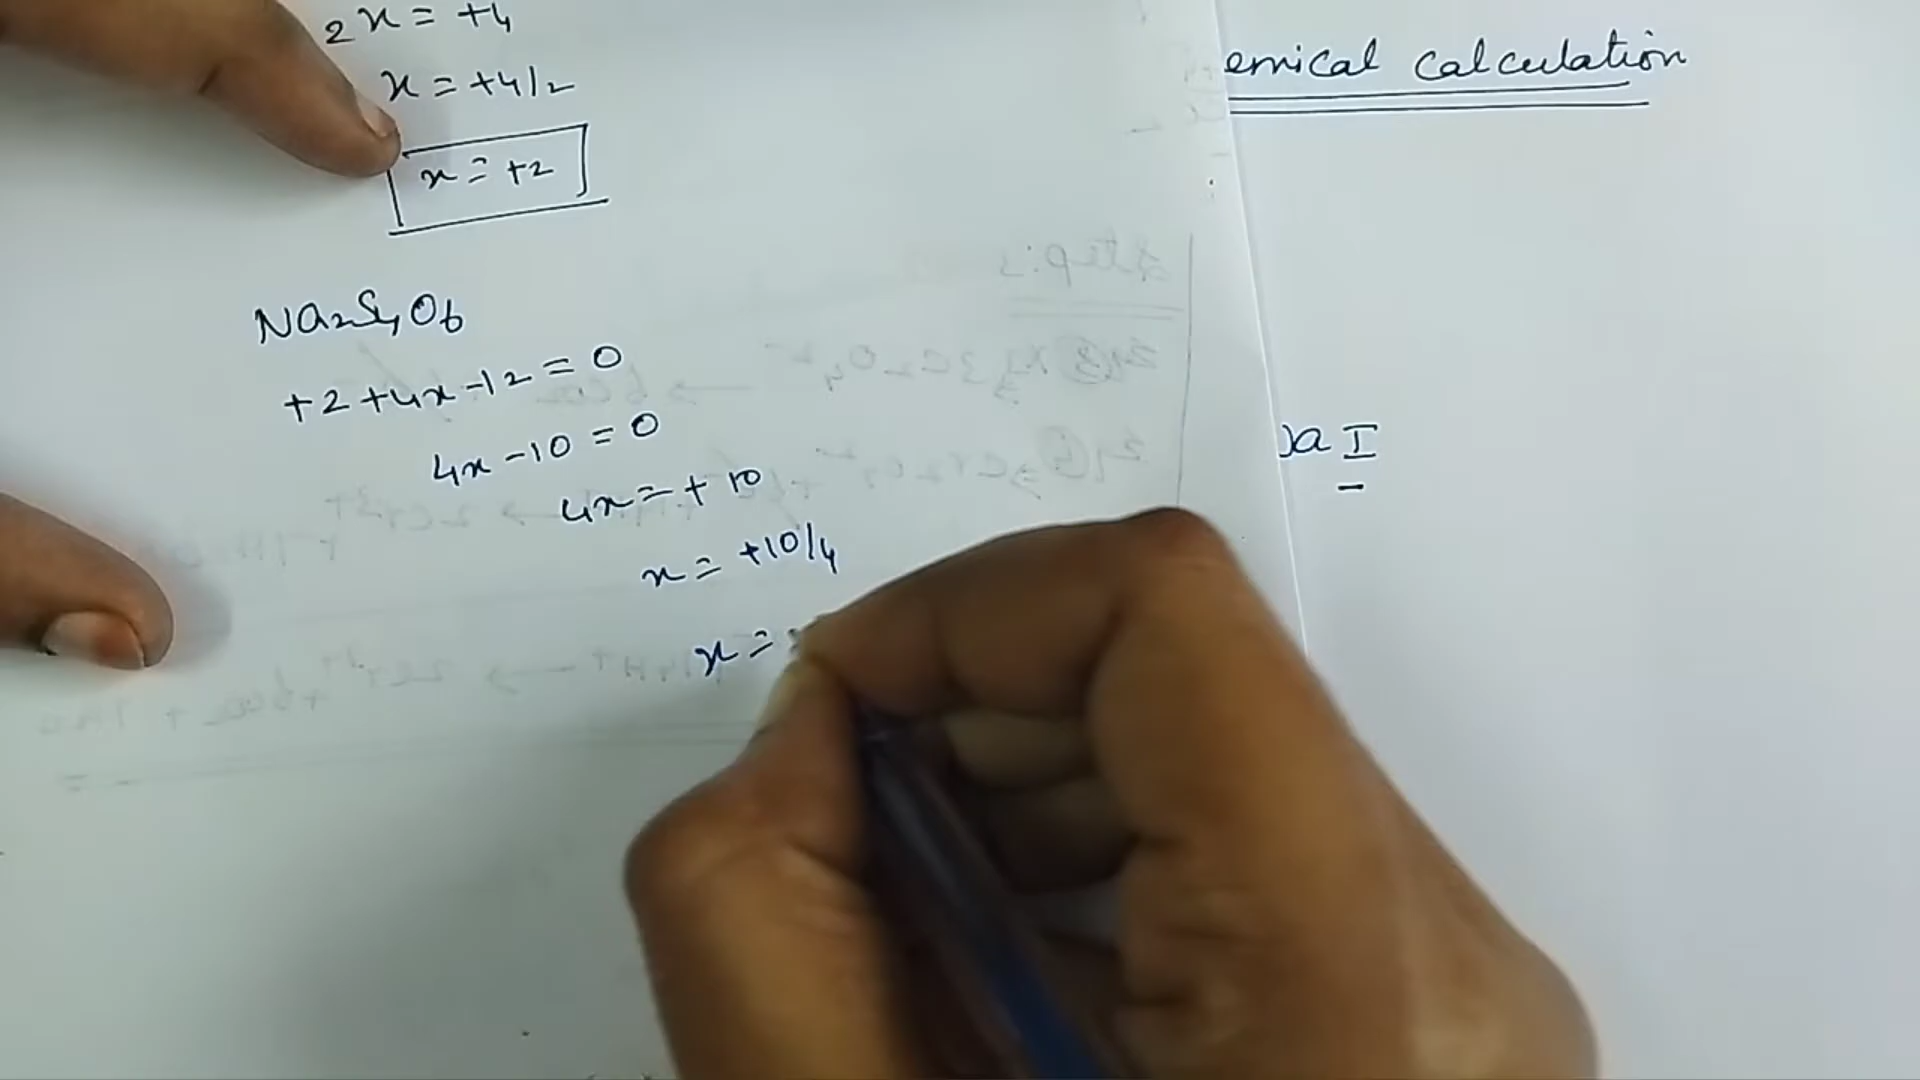 2x = +4
x = +4/2
x = +2
Na₂S₄O₆
+2 + 4x - 12 = 0
4x - 10 = 0
4x = + 10
x = +10/4
x =
emical calculation
I